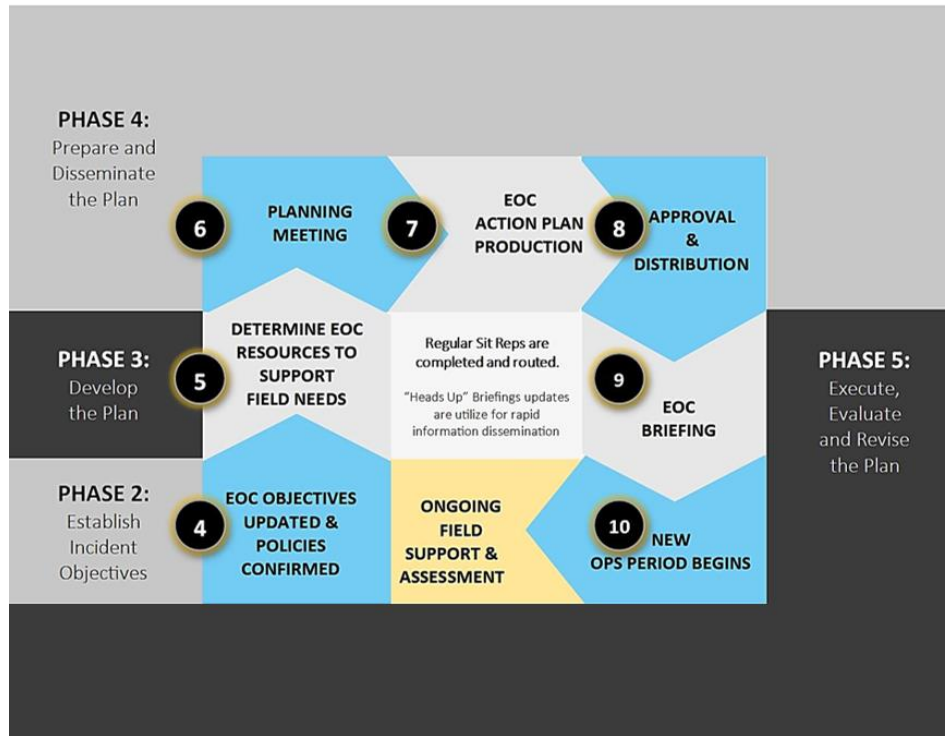 PHASE 4:
Prepare and
Disseminate
the Plan
6
PLANNING
MEETING
7
EOC
ACTION PLAN
PRODUCTION
8
APPROVAL
&
DISTRIBUTION
PHASE 3:
Develop
the Plan
5
DETERMINE EOC
RESOURCES TO
SUPPORT
FIELD NEEDS
Regular Sit Reps are
completed and routed.
“Heads Up” Briefings updates
are utilize for rapid
information dissemination
9
EOC
BRIEFING
PHASE 5:
Execute,
Evaluate
and Revise
the Plan
PHASE 2:
Establish
Incident
Objectives
4
EOC OBJECTIVES
UPDATED &
POLICIES
CONFIRMED
ONGOING
FIELD
SUPPORT &
ASSESSMENT
10
NEW
OPS PERIOD BEGINS